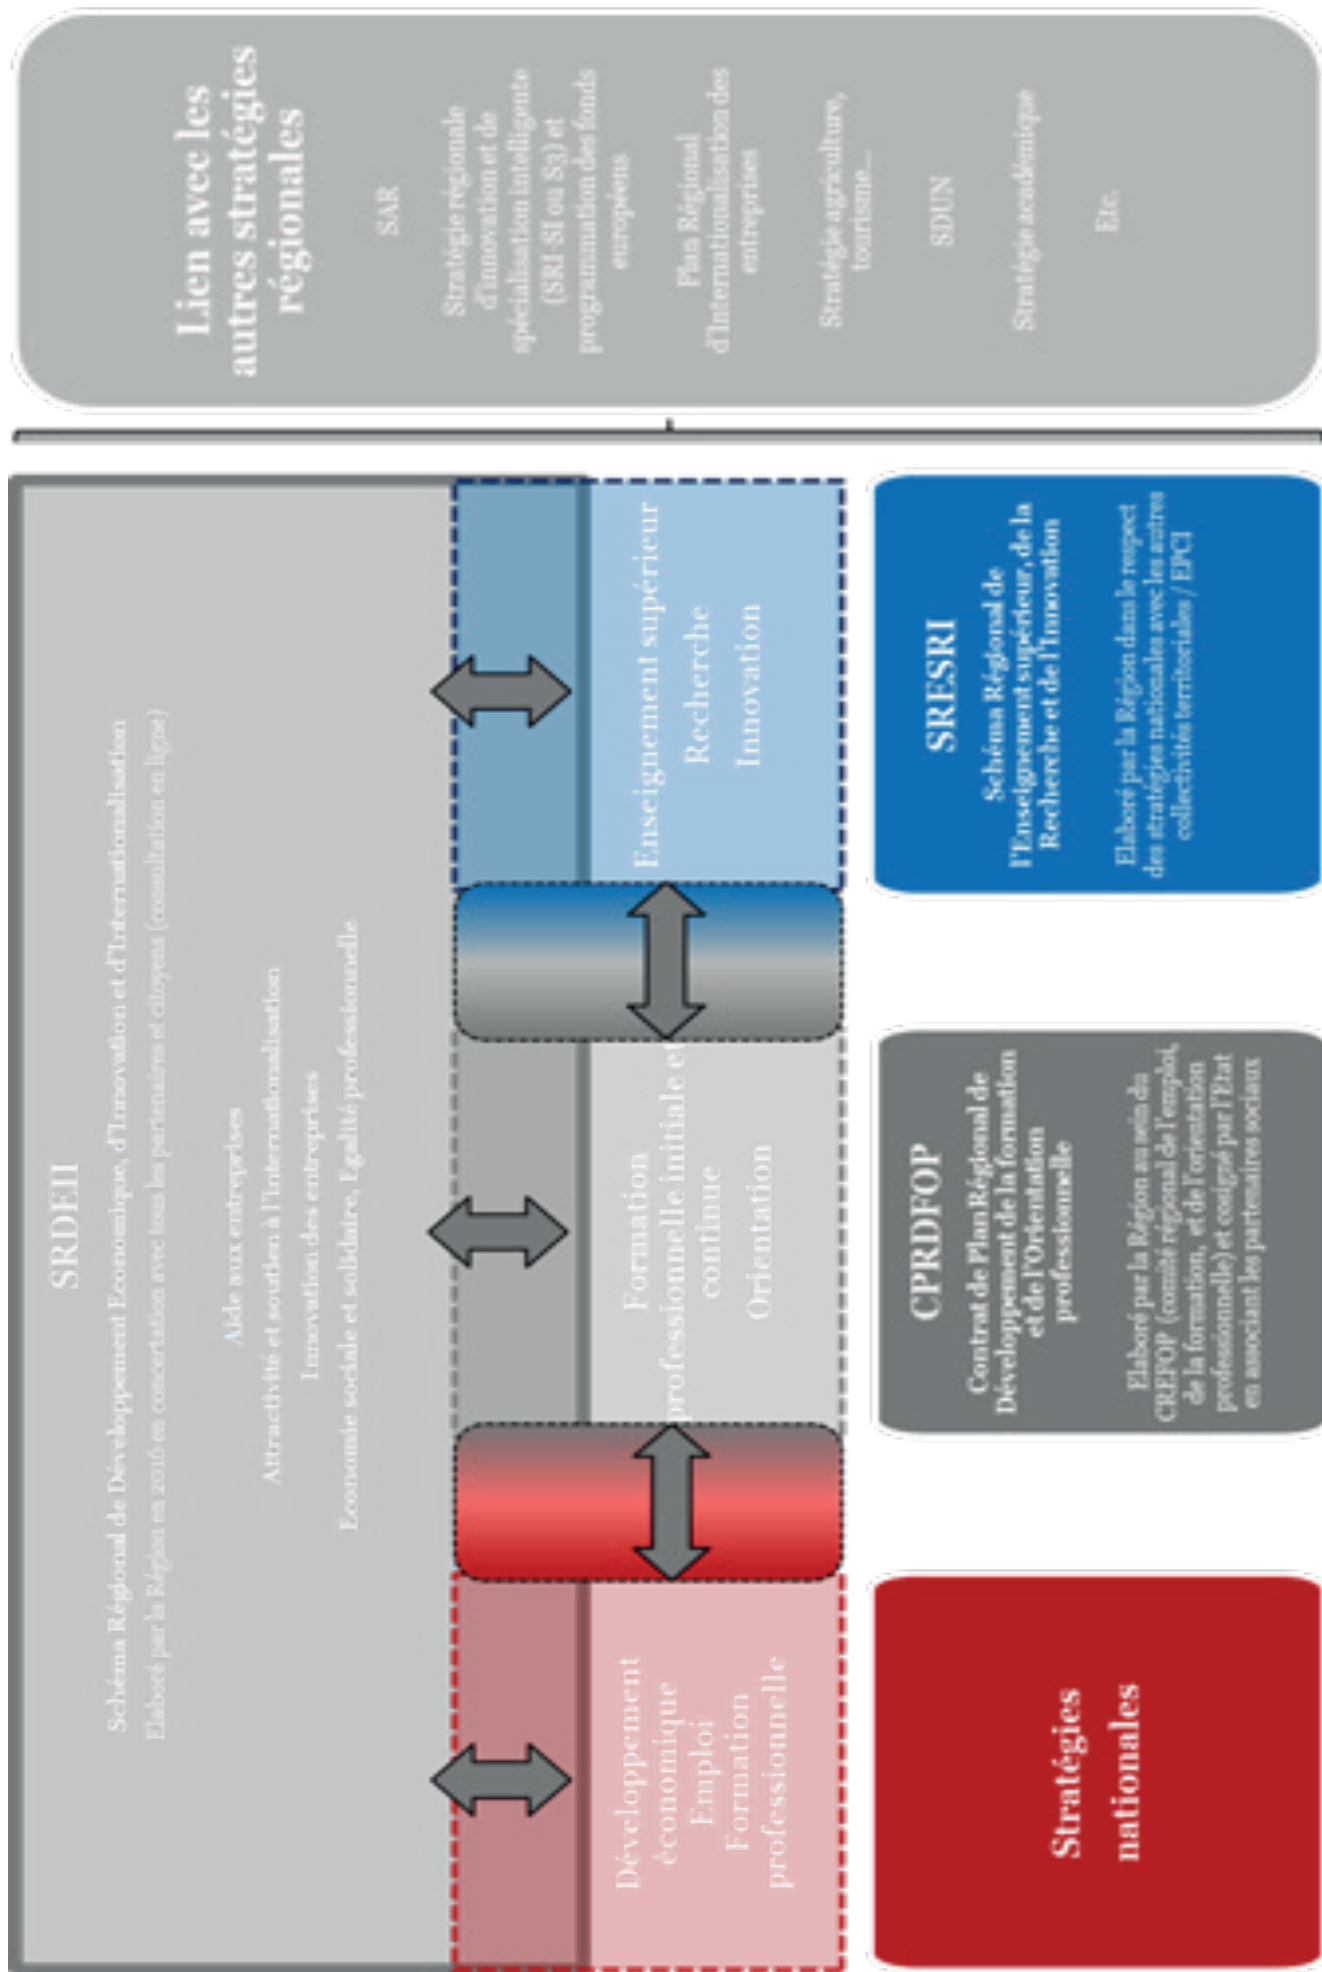 SRDEII
Schéma Régional de Développement Economique, d'Innovation et d'Internationalisation
Elaboré par la Région en 2016 en concertation avec tous les partenaires et citoyens (consultation en ligne)
Aide aux entreprises
Attractivité et soutien à l'internationalisation
Innovation des entreprises
Economie sociale et solidaire, Egalité professionnelle
Développement
économique
Emploi
Formation
professionnelle
Formation
professionnelle initiale et
continue
Orientation
Enseignement supérieur
Recherche
Innovation
Stratégies
nationales
CPRDFOP
Contrat de Plan Régional de
Développement de la formation
et de l'Orientation
professionnelle
Elaboré par la Région au sein du
CREFOP (comité régional de l'emploi,
de la formation, et de l'orientation
professionnelle) et cosigné par l'Etat
en associant les partenaires sociaux
SRESRI
Schéma Régional de
l'Enseignement supérieur, de la
Recherche et de l'Innovation
Elaboré par la Région dans le respect
des stratégies nationales avec les autres
collectivités territoriales / EPCI
Lien avec les
autres stratégies
régionales
SAR
Stratégie régionale
d'innovation et de
spécialisation intelligente
(SRI-SI ou S3) et
programmation des fonds
européens
Plan Régional
d'Internationalisation des
entreprises
Stratégie agriculture,
tourisme...
SDUN
Stratégie académique
Etc.